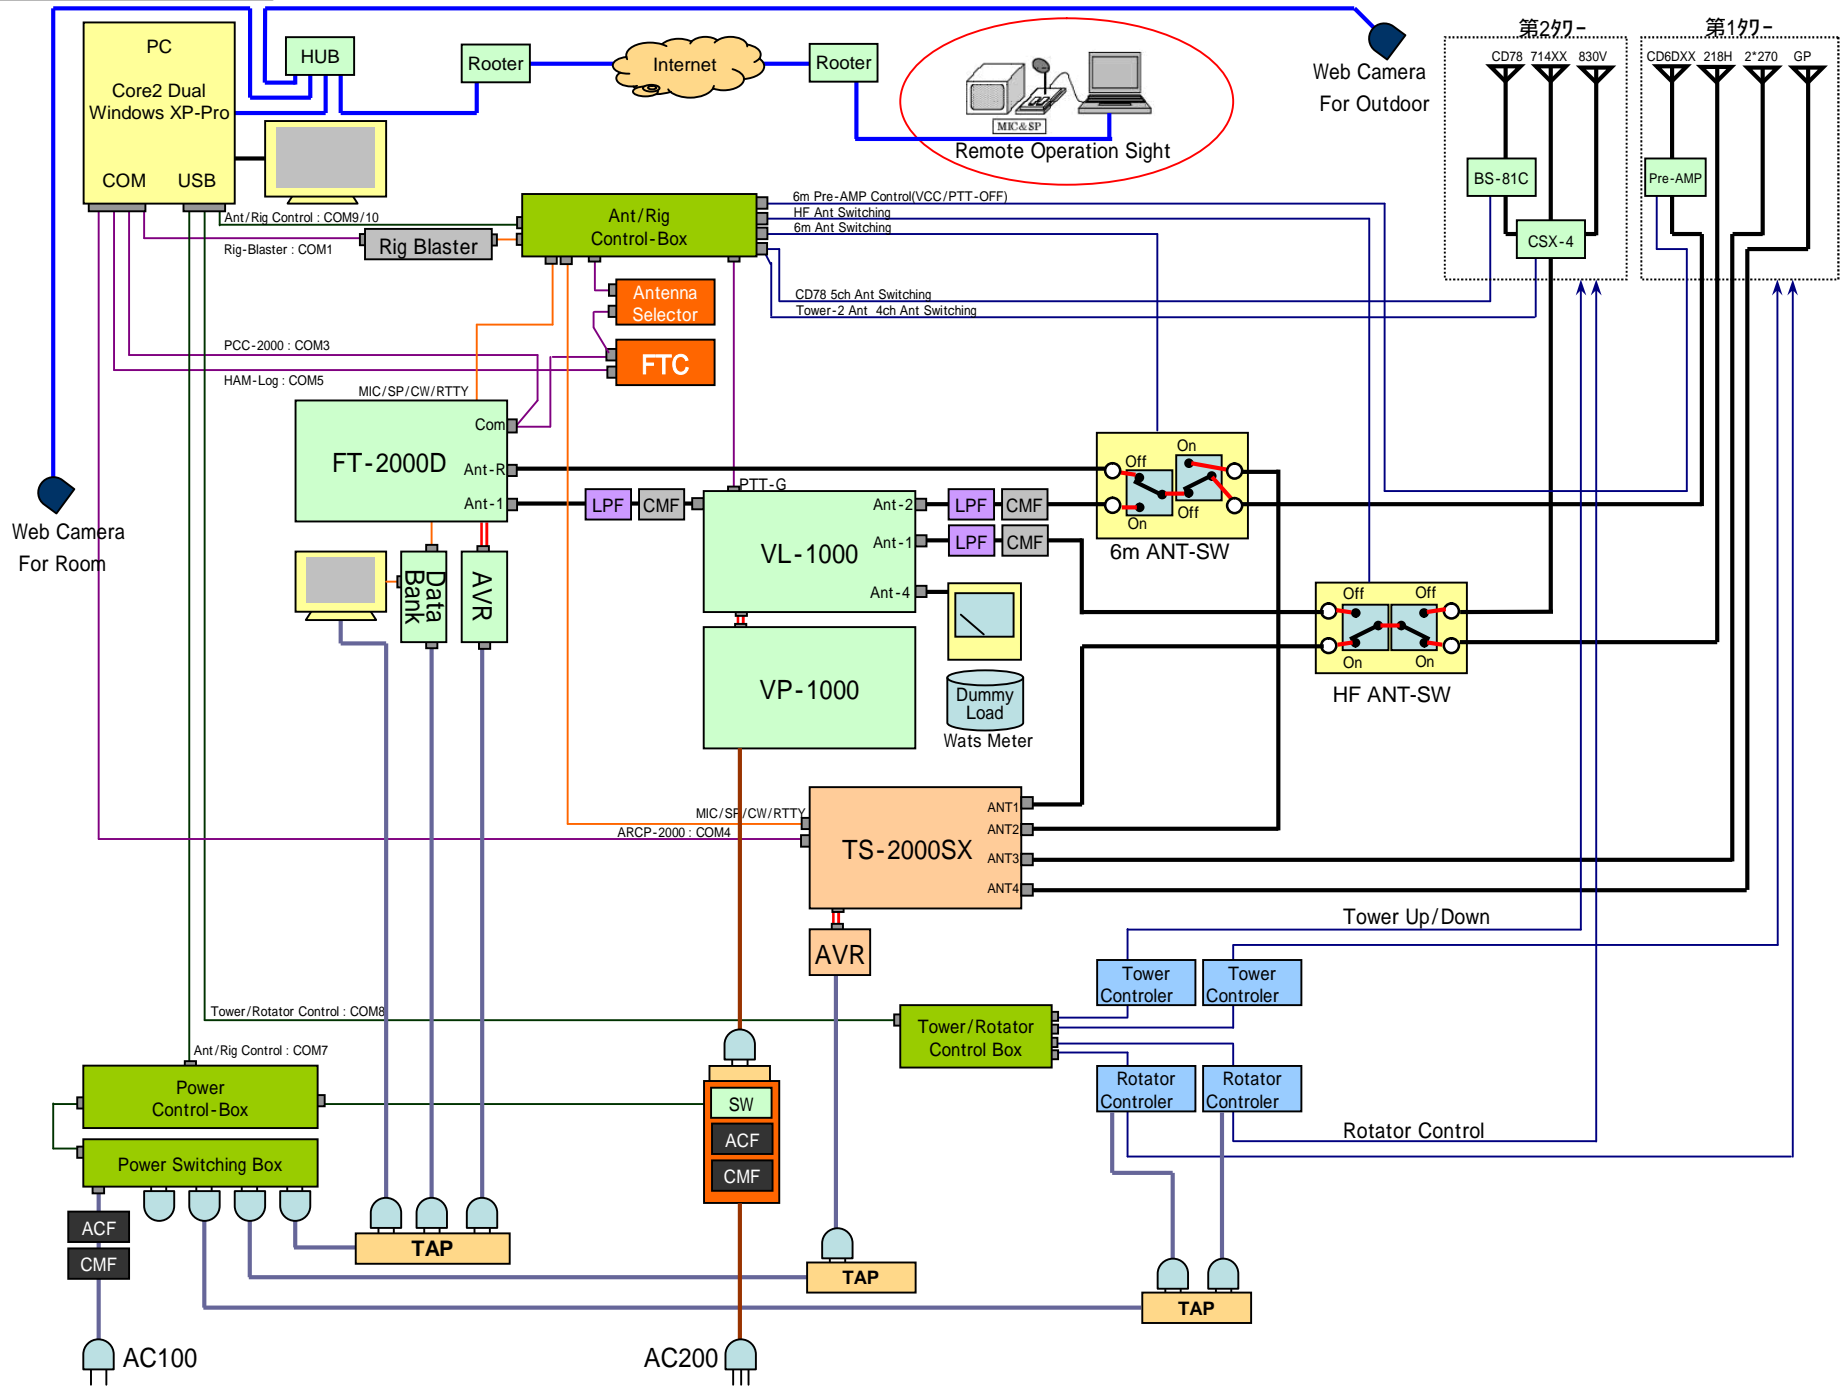 PC
Core2 Dual
Windows XP-Pro
COM
USB
HUB
Rooter
Internet
Rooter
MIC&SP
Remote Operation Sight
Web Camera
For Outdoor
第2ﾀﾜｰ
CD78
714XX
830V
BS-81C
CSX-4
第1ﾀﾜｰ
CD6DXX
218H
2*270
GP
Pre-AMP
Ant/Rig Control : COM9/10
Rig-Blaster : COM1
Rig Blaster
Ant/Rig
Control-Box
6m Pre-AMP Control(VCC/PTT-OFF)
HF Ant Switching
6m Ant Switching
CD78 5ch Ant Switching
Tower-2 Ant 4ch Ant Switching
Antenna
Selector
FTC
PCC-2000 : COM3
HAM-Log : COM5
MIC/SP/CW/RTTY
FT-2000D
Com
Ant-R
Ant-1
LPF
CMF
PTT-G
VL-1000
Ant-2
Ant-1
Ant-4
LPF
CMF
LPF
CMF
Off
On
On
Off
6m ANT-SW
Off
Off
On
On
HF ANT-SW
Web Camera
For Room
Data
Bank
AVR
VP-1000
Dummy
Load
Wats Meter
MIC/SP/CW/RTTY
ARCP-2000 : COM4
TS-2000SX
ANT1
ANT2
ANT3
ANT4
AVR
Tower Up/Down
Tower
Controler
Tower
Controler
Tower/Rotator Control : COM8
Tower/Rotator
Control Box
Ant/Rig Control : COM7
Power
Control-Box
Rotator
Controler
Rotator
Controler
Rotator Control
SW
ACF
CMF
Power Switching Box
ACF
CMF
TAP
TAP
TAP
AC100
AC200